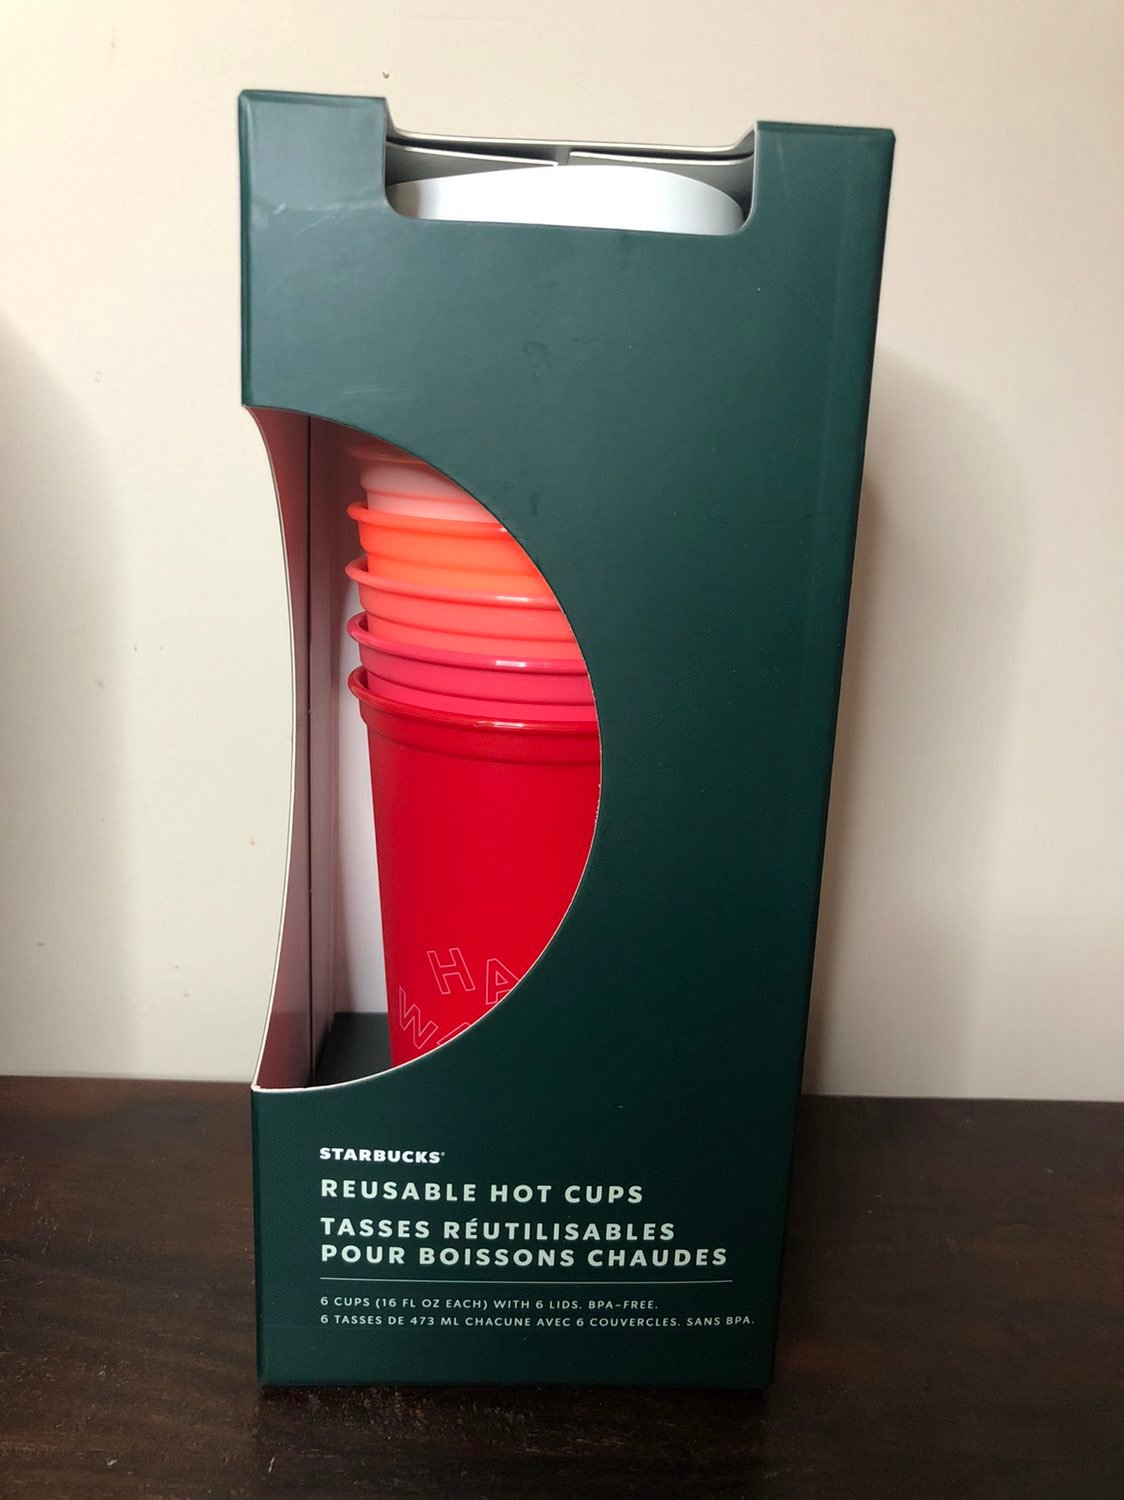 HA
STARBUCKS®
REUSABLE HOT CUPS
TASSES RÉUTILISABLES
POUR BOISSONS CHAUDES
6 CUPS (16 FL OZ EACH) WITH 6 LIDS. BPA-FREE.
6 TASSES DE 473 ML CHACUNE AVEC 6 COUVERCLES. SANS BPA.